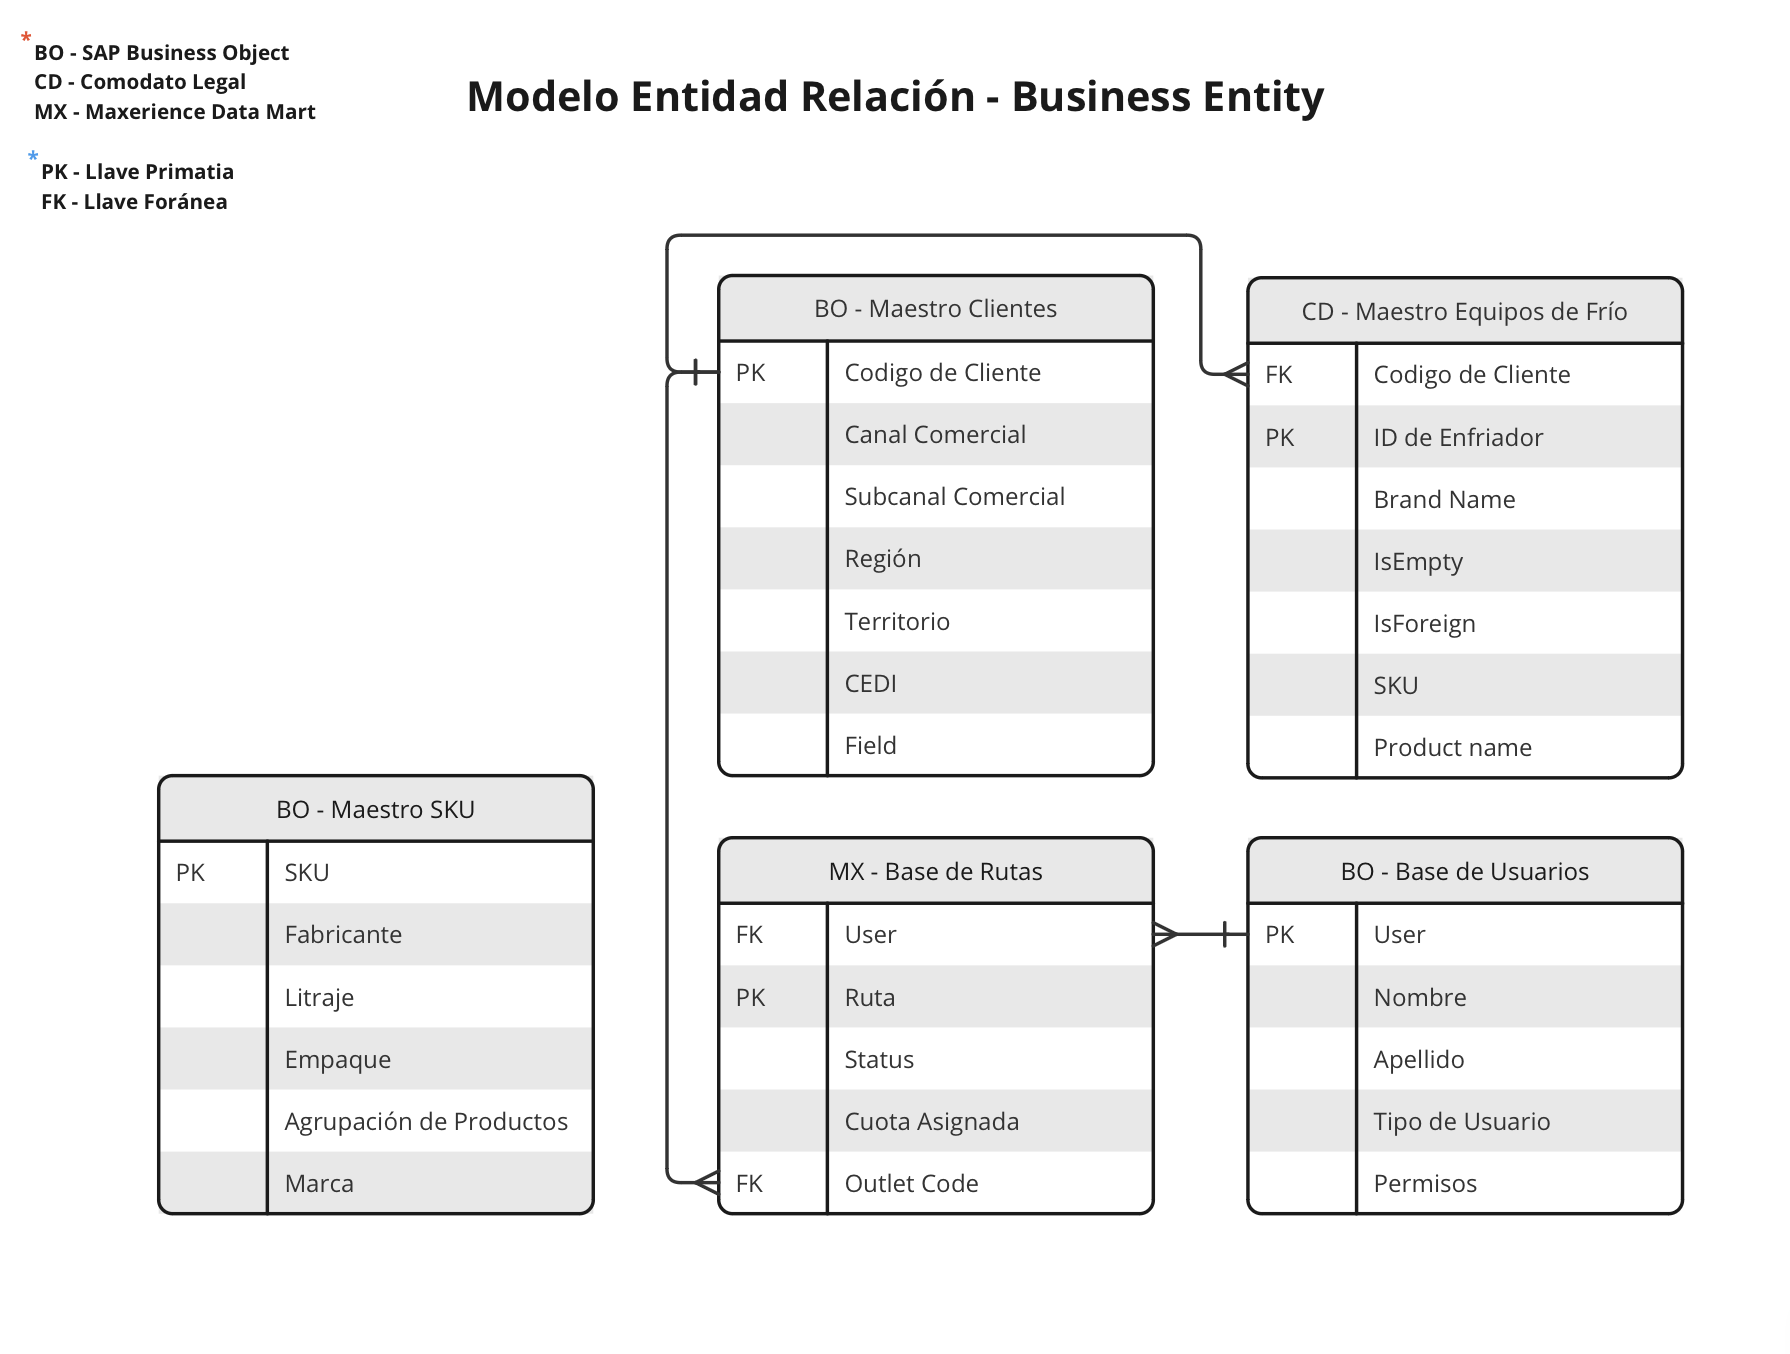 *
BO - SAP Business Object
CD - Comodato Legal
MX - Maxerience Data Mart
*
PK - Llave Primatia
FK - Llave Foránea
Modelo Entidad Relación - Business Entity
BO - Maestro Clientes
PK Codigo de Cliente
Canal Comercial
Subcanal Comercial
Región
Territorio
CEDI
Field
CD - Maestro Equipos de Frío
FK Codigo de Cliente
PK ID de Enfriador
Brand Name
IsEmpty
IsForeign
SKU
Product name
BO - Maestro SKU
PK SKU
Fabricante
Litraje
Empaque
Agrupación de Productos
Marca
MX - Base de Rutas
FK User
PK Ruta
Status
Cuota Asignada
FK Outlet Code
BO - Base de Usuarios
PK User
Nombre
Apellido
Tipo de Usuario
Permisos